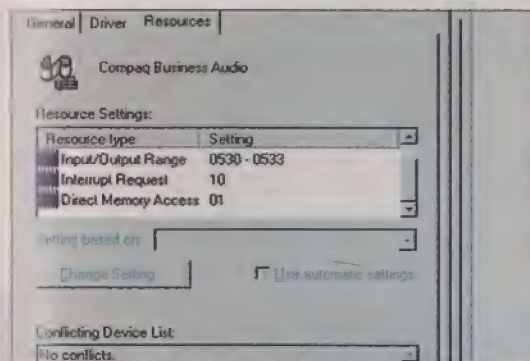 General Driver Resources
Compaq Business Audio
Resource Settings:
Resource type Setting
Input/Output Range 0530 - 0533
Interrupt Request 10
Direct Memory Access 01
Setting based on:
Change Setting Use automatic settings
Conflicting Device List:
No conflicts.